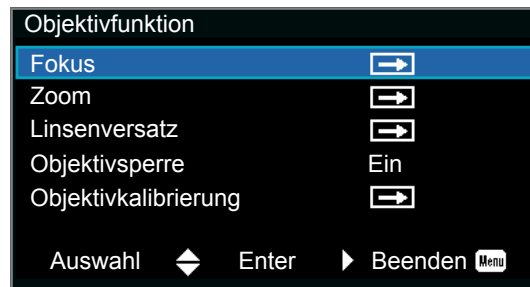 Objektivfunktion
Fokus
Zoom
Linsenversatz
Objektivsperre Ein
Objektivkalibrierung
Auswahl Enter Beenden Menu